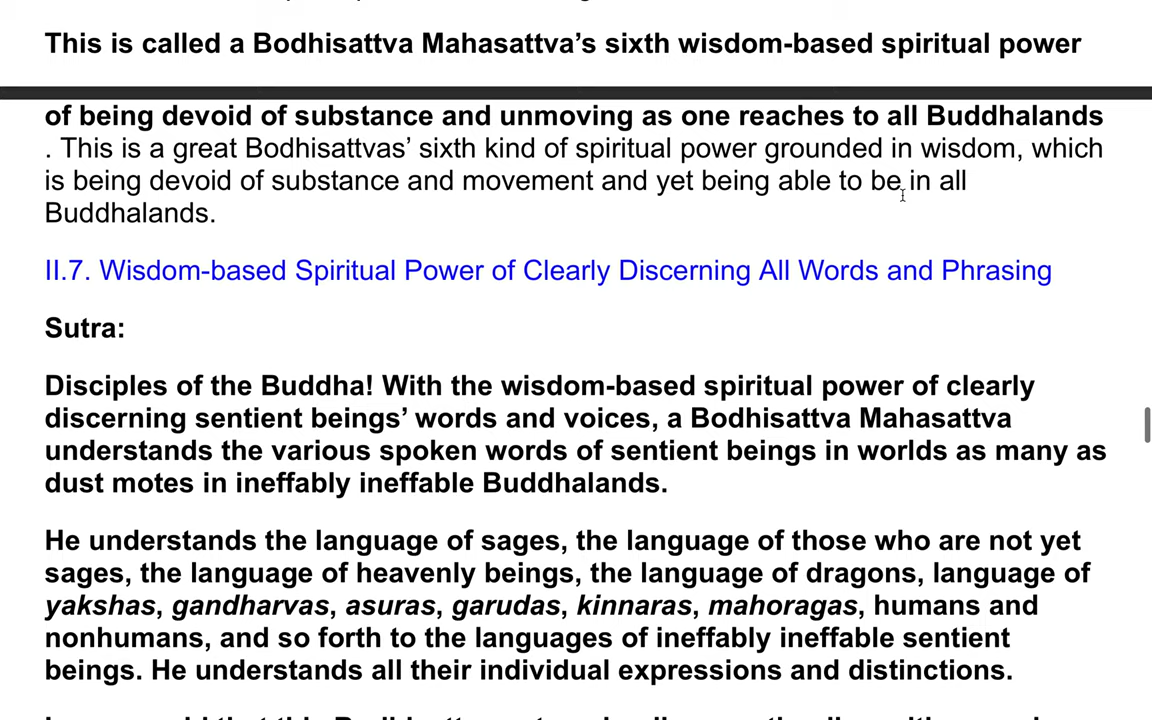 This is called a Bodhisattva Mahasattva’s sixth wisdom-based spiritual power
of being devoid of substance and unmoving as one reaches to all Buddhalands
. This is a great Bodhisattvas’ sixth kind of spiritual power grounded in wisdom, which
is being devoid of substance and movement and yet being able to be in all
Buddhalands.
II.7. Wisdom-based Spiritual Power of Clearly Discerning All Words and Phrasing
Sutra:
Disciples of the Buddha! With the wisdom-based spiritual power of clearly
discerning sentient beings’ words and voices, a Bodhisattva Mahasattva
understands the various spoken words of sentient beings in worlds as many as
dust motes in ineffably ineffable Buddhalands.
He understands the language of sages, the language of those who are not yet
sages, the language of heavenly beings, the language of dragons, language of
yakshas, gandharvas, asuras, garudas, kinnaras, mahoragas, humans and
nonhumans, and so forth to the languages of ineffably ineffable sentient
beings. He understands all their individual expressions and distinctions.